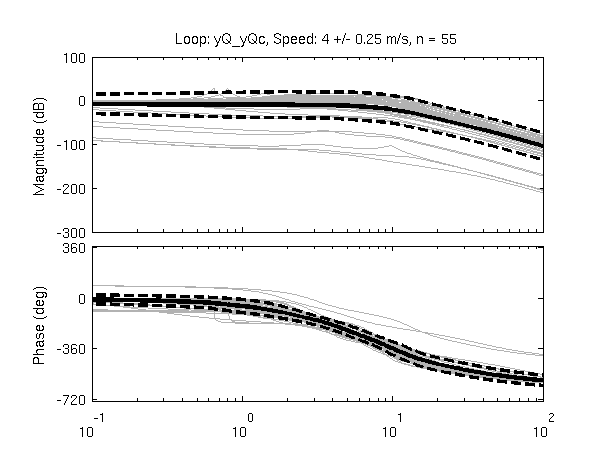 Loop: yQ_yQc, Speed: 4 +/- 0.25 m/s, n = 55
100
0
-100
-200
-300
Magnitude (dB)
360
0
-360
-720
Phase (deg)
10^-1 10^0 10^1 10^2